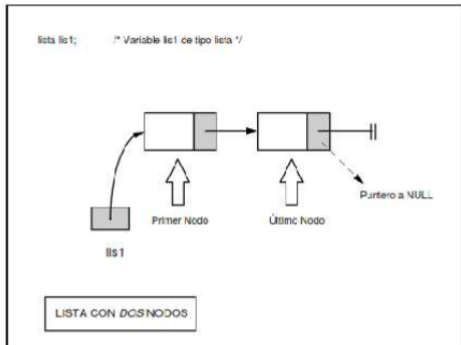 lista lis1; /* Variable lis1 de tipo lista */
Puntero a NULL
Primer Nodo
Último Nodo
lis1
LISTA CON DOS NODOS